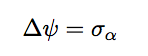 Δψ = σ_α